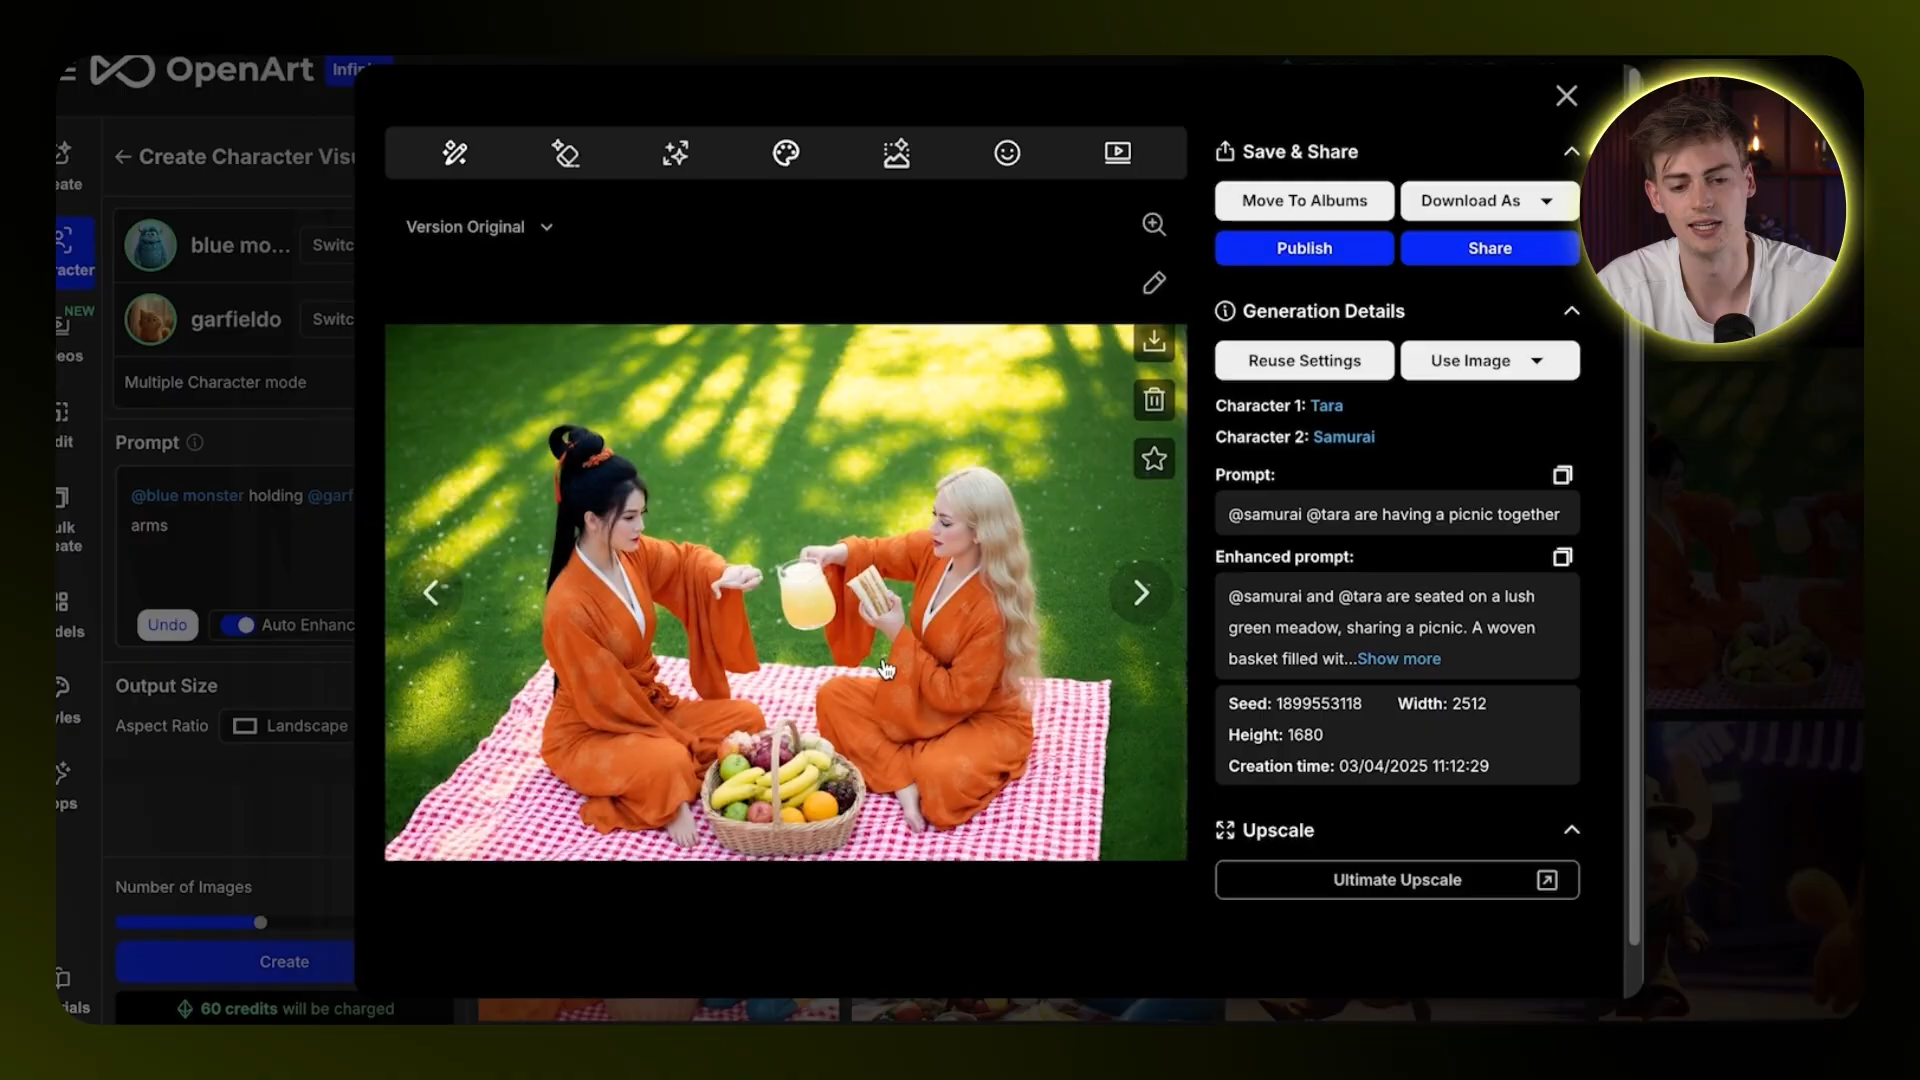 OpenArt
Create Character Visu
blue mo...
garfieldo
NEW
Multiple Character mode
Prompt
@blue monster holding @garf
arms
Undo
Auto Enhanc
Output Size
Aspect Ratio
Landscape
Number of Images
Create
60 credits will be charged
Version Original
Save & Share
Move To Albums
Download As
Publish
Share
Generation Details
Reuse Settings
Use Image
Character 1: Tara
Character 2: Samurai
Prompt:
@samurai @tara are having a picnic together
Enhanced prompt:
@samurai and @tara are seated on a lush
green meadow, sharing a picnic. A woven
basket filled wit...Show more
Seed: 1899553118 Width: 2512
Height: 1680
Creation time: 03/04/2025 11:12:29
Upscale
Ultimate Upscale